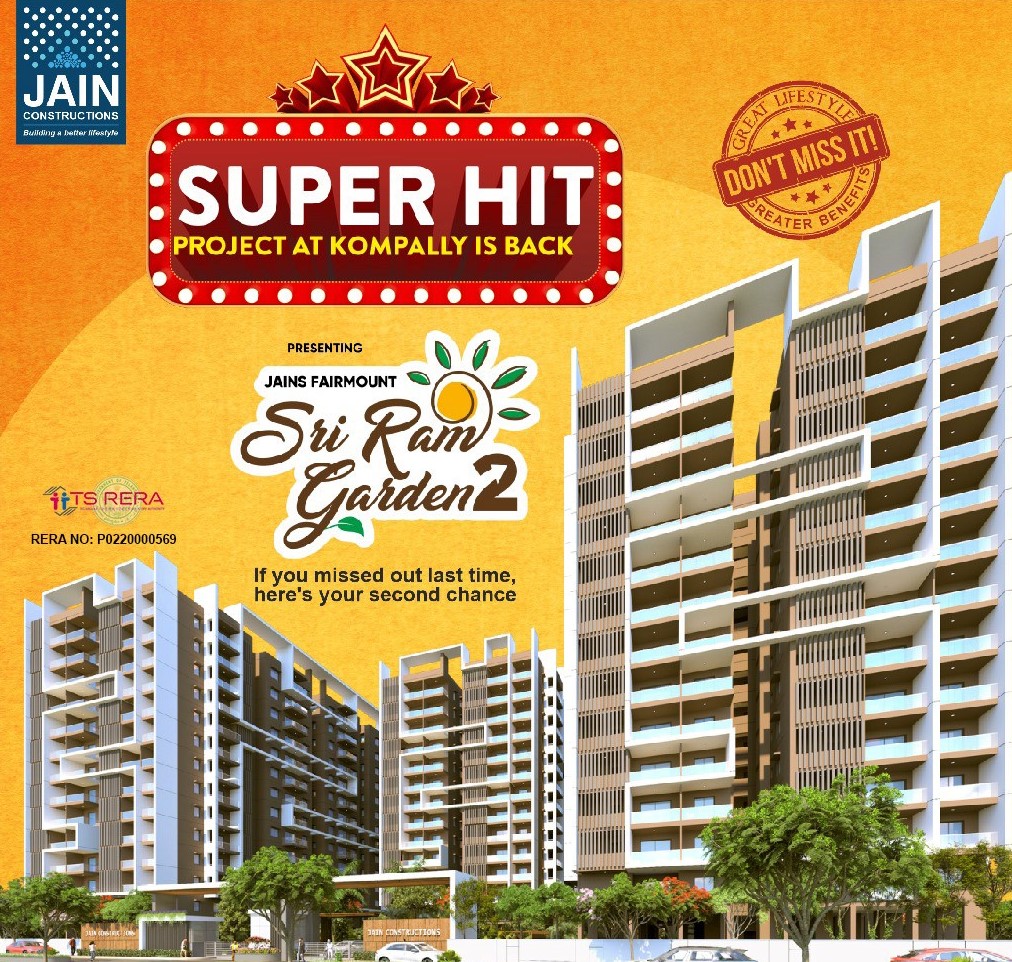 JAIN
CONSTRUCTIONS
Building a better lifestyle
SUPER HIT
PROJECT AT KOMPALLY IS BACK
GREAT LIFESTYLE
DON'T MISS IT!
GREATER BENEFITS
PRESENTING
JAINS FAIRMOUNT
Sri Ram
Garden 2
TS RERA
RERA NO: P0220000569
If you missed out last time,
here's your second chance
JAIN CONSTRUCTIONS
JAIN CONSTRUCTIONS